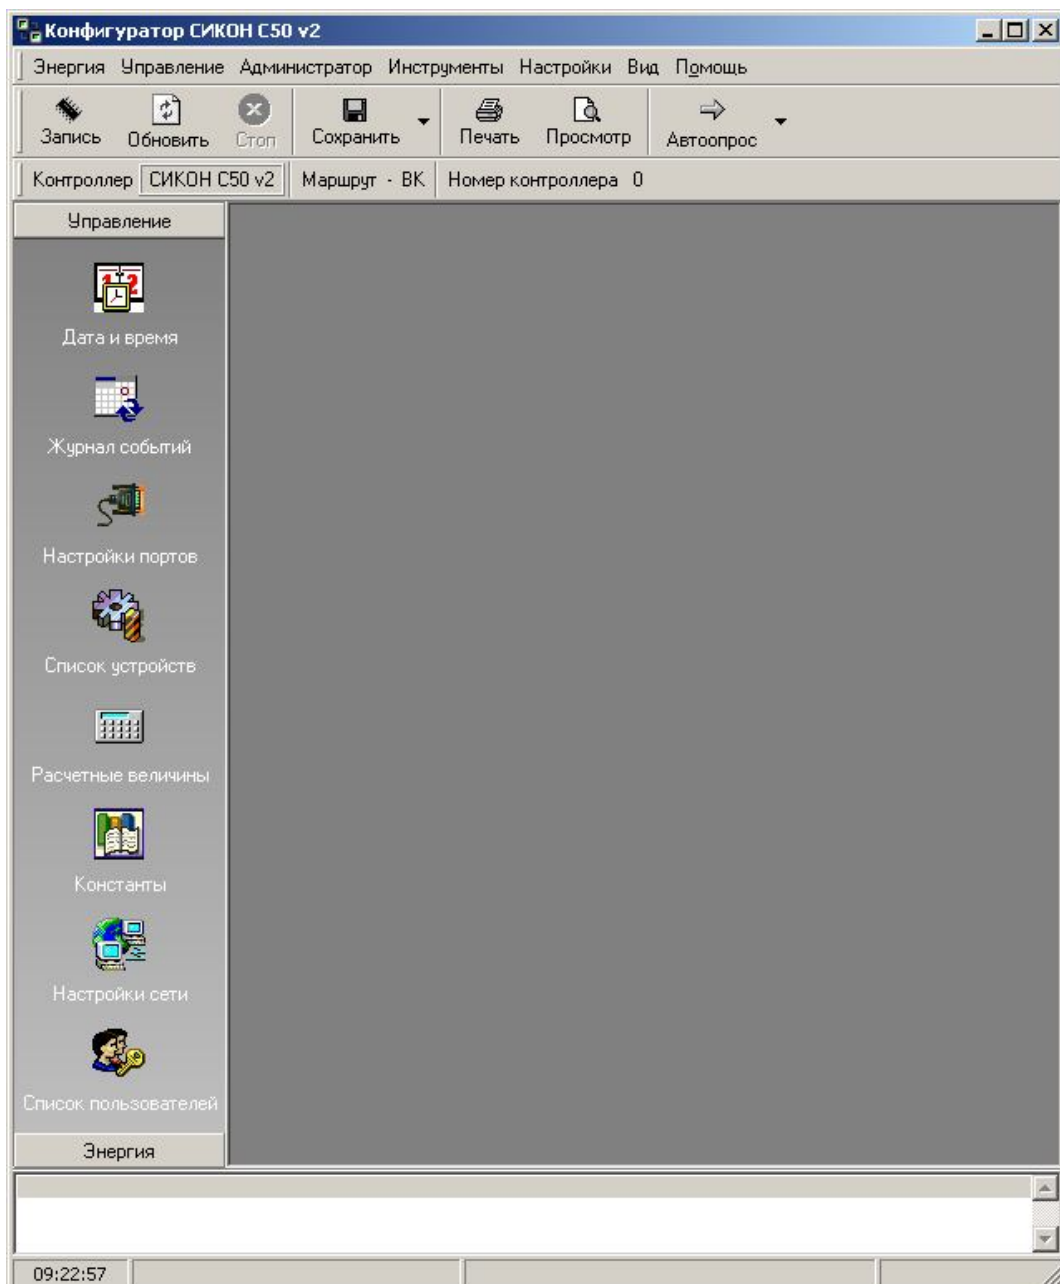 Конфигуратор СИКОН С50 v2
Энергия Управление Администратор Инструменты Настройки Вид Помощь
Запись Обновить Стоп Сохранить Печать Просмотр Автоопрос
Контроллер СИКОН С50 v2 Маршрут - ВК Номер контроллера 0
Управление
Дата и время
Журнал событий
Настройки портов
Список устройств
Расчетные величины
Константы
Настройки сети
Список пользователей
Энергия
09:22:57